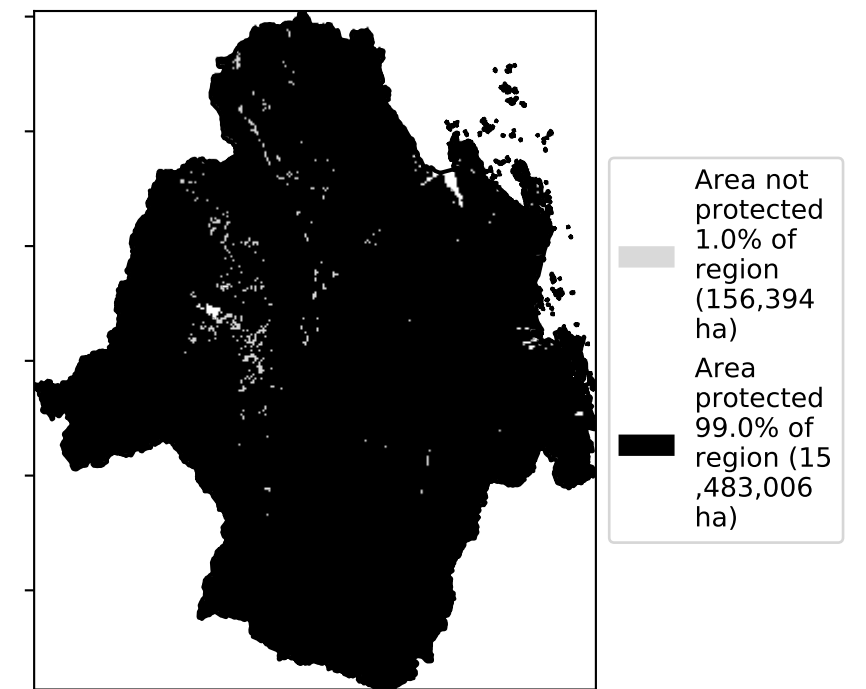 Area not
protected
1.0% of
region
(156,394
ha)
Area
protected
99.0% of
region (15
,483,006
ha)